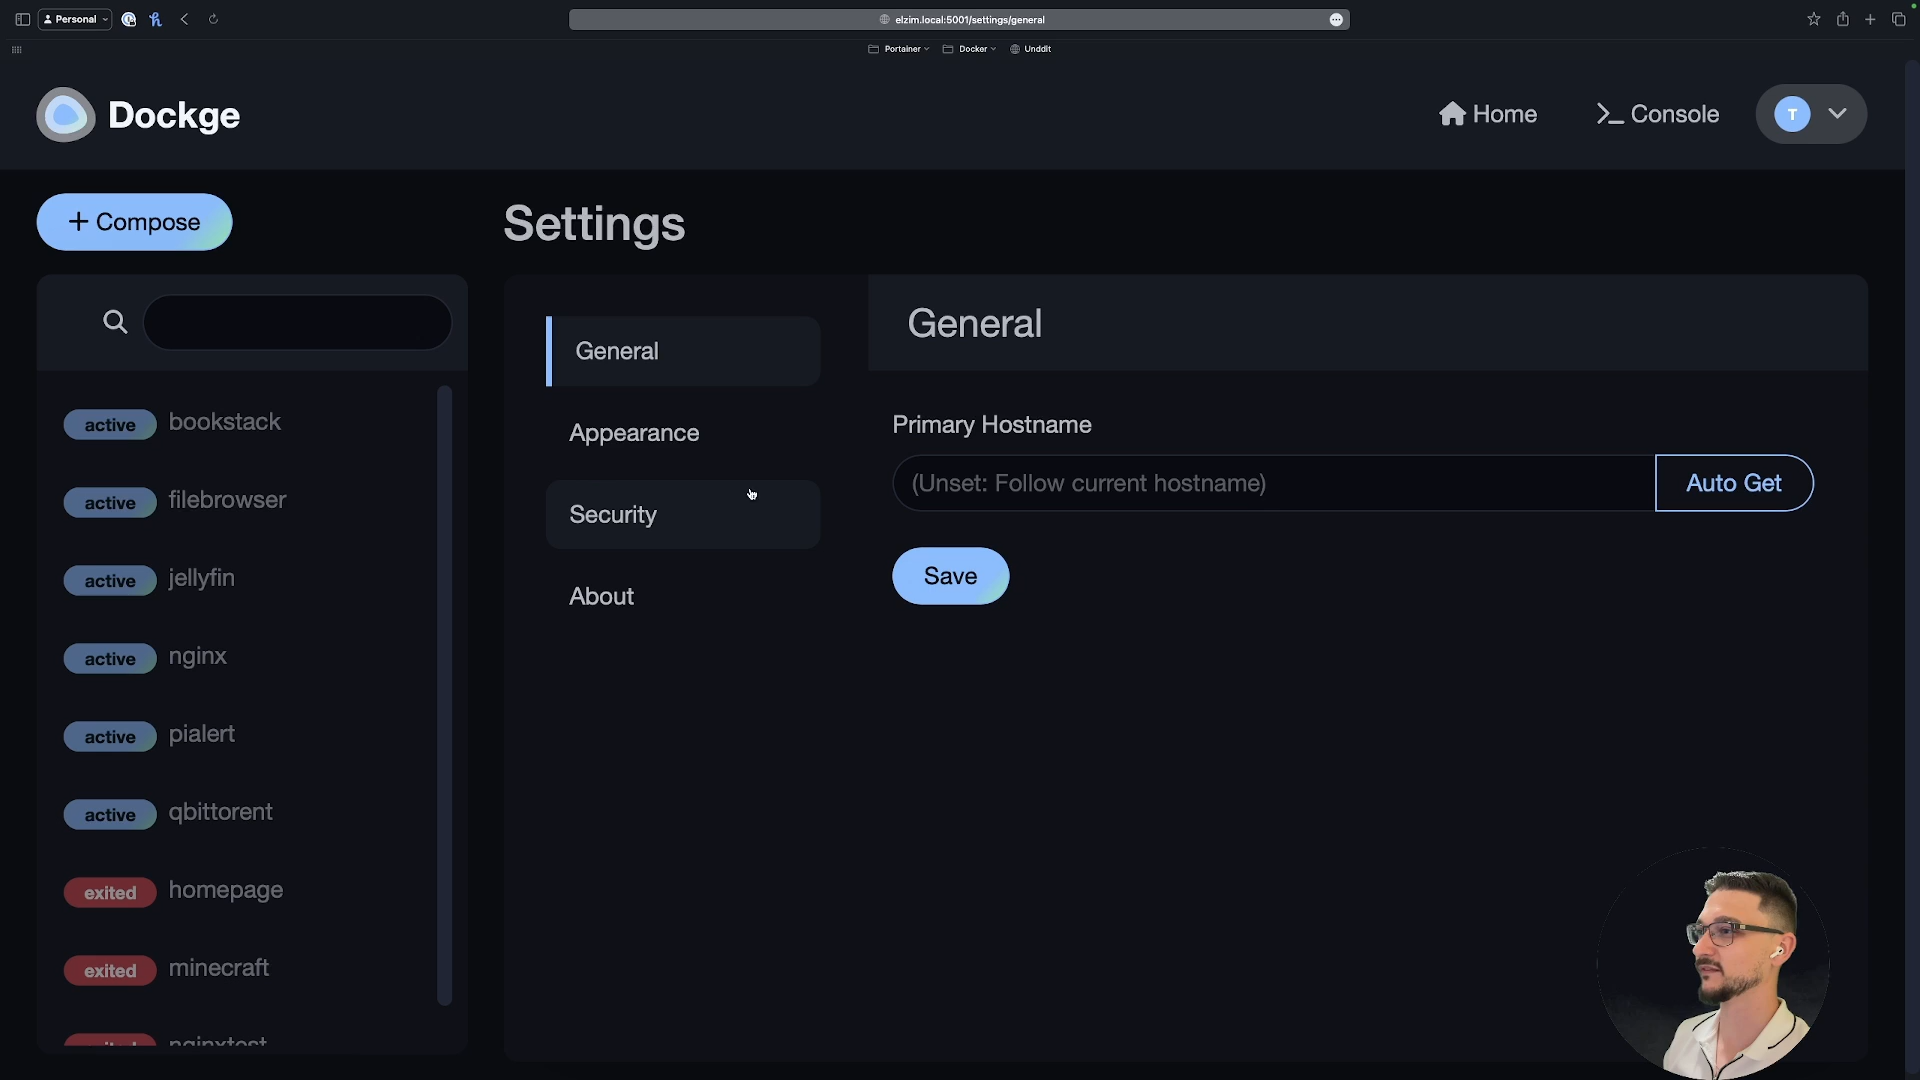 Personal
elzim.local:5001/settings/general
Portainer
Docker
Unddit
Dockge
Home
Console
T
+ Compose
Settings
active bookstack
active filebrowser
active jellyfin
active nginx
active pialert
active qbittorent
exited homepage
exited minecraft
exited nginxtest
General
Appearance
Security
About
General
Primary Hostname
(Unset: Follow current hostname)
Auto Get
Save